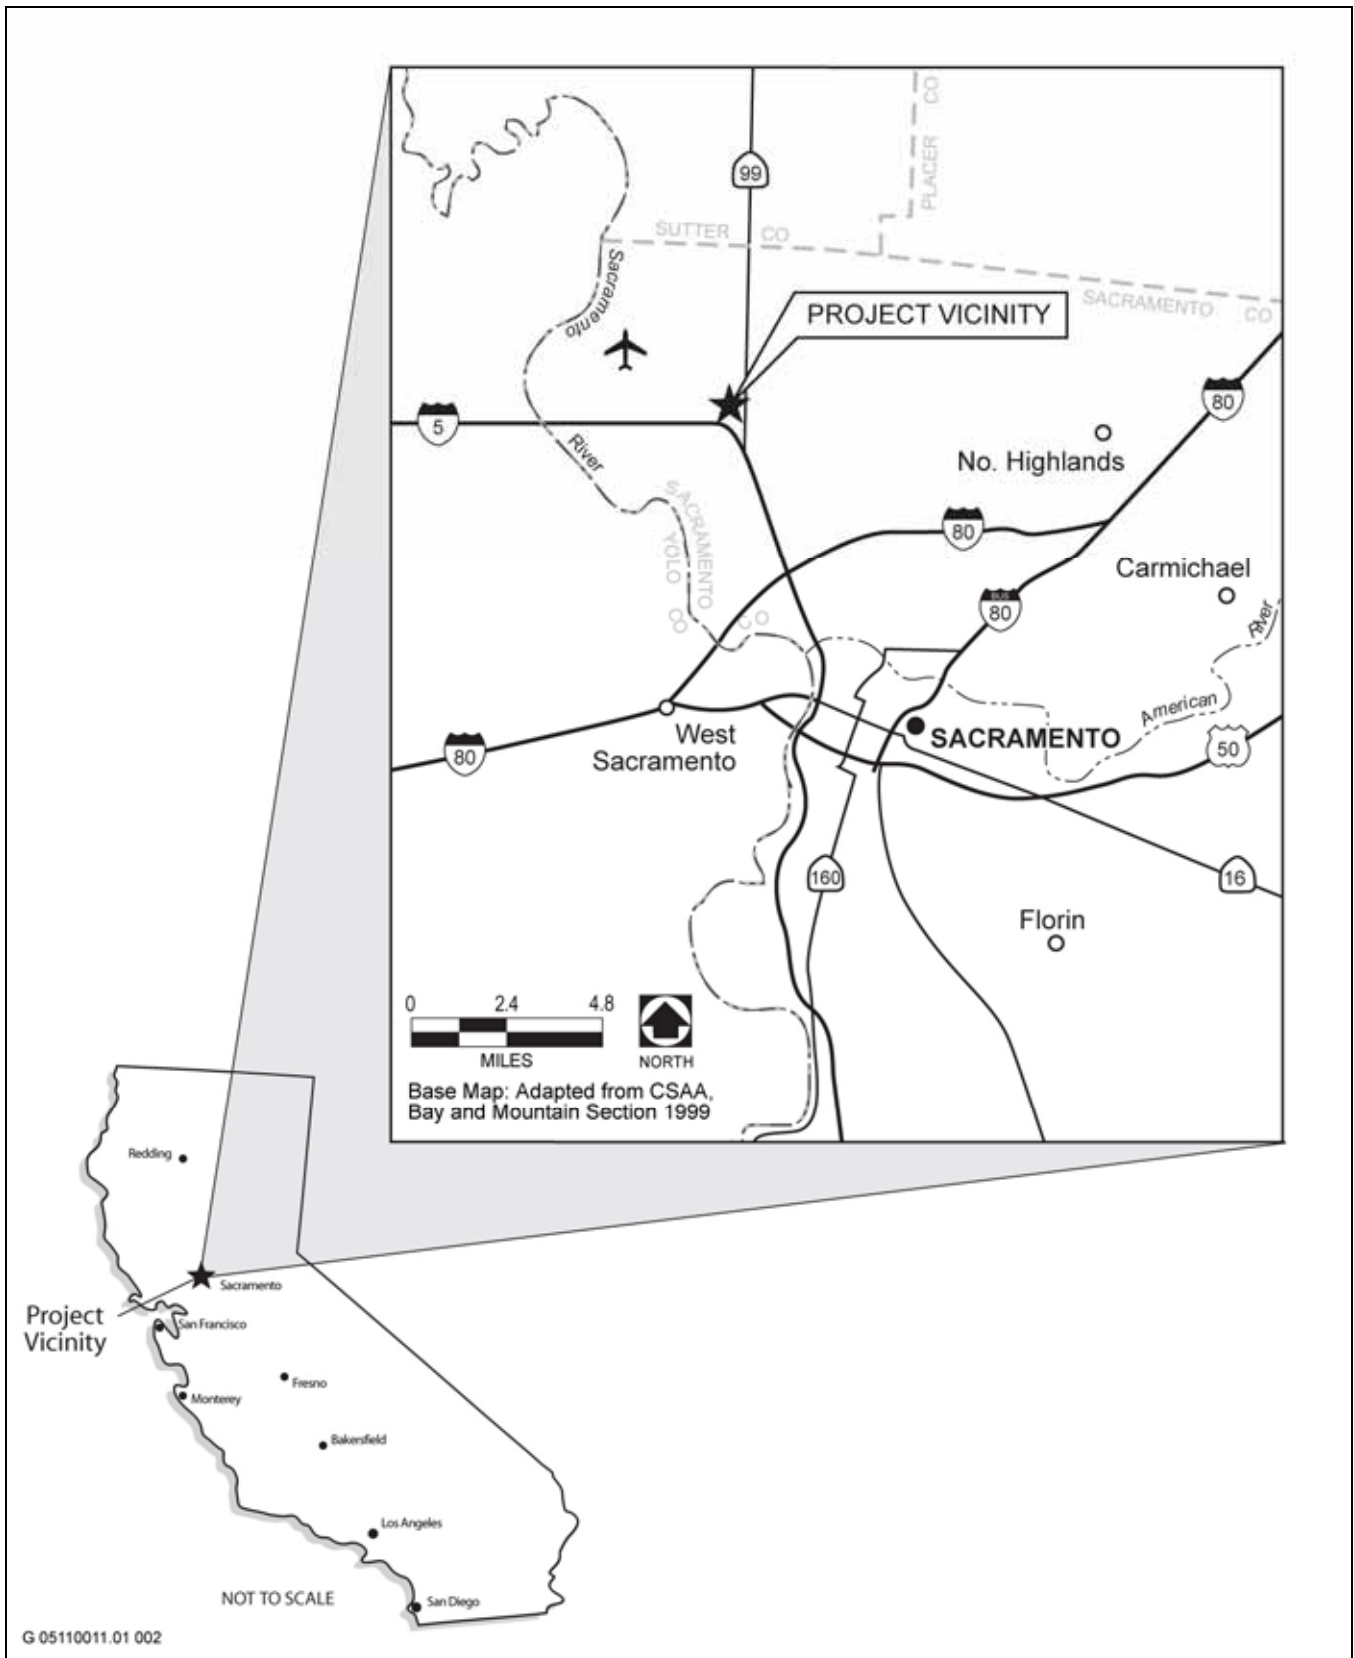 PLACER CO
99
SUTTER CO
Sacramento
SACRAMENTO CO
PROJECT VICINITY
80
5
River
No. Highlands
SACRAMENTO CO
YOLO CO
80
Carmichael
BUS
80
River
American
West
Sacramento
SACRAMENTO
50
80
160
16
Florin
0 2.4 4.8
MILES
NORTH
Base Map: Adapted from CSAA,
Bay and Mountain Section 1999
Redding
Sacramento
Project
Vicinity
San Francisco
Fresno
Monterey
Bakersfield
Los Angeles
NOT TO SCALE
San Diego
G 05110011.01 002